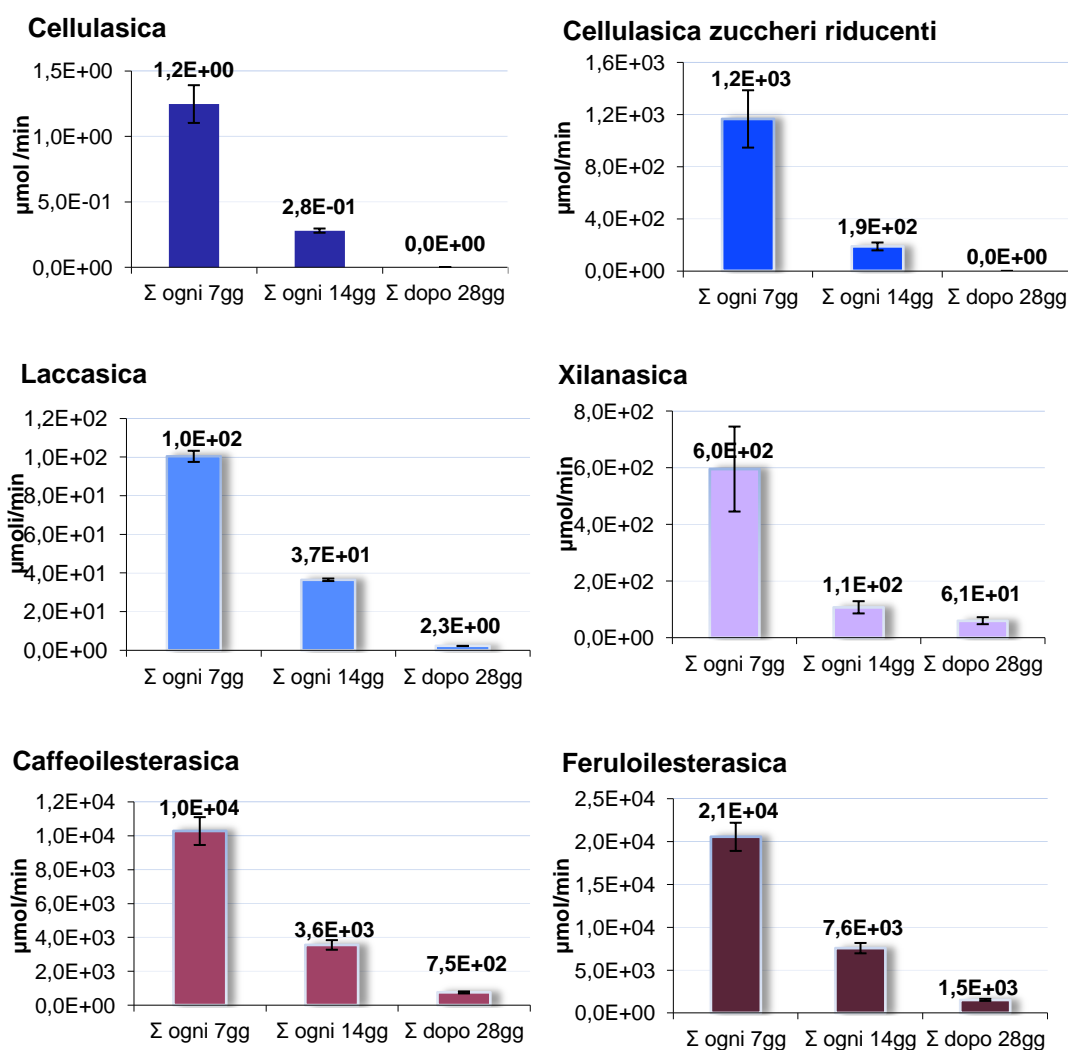 Cellulasica
1,5E+00
1,0E+00
5,0E-01
0,0E+00
µmol /min
1,2E+00
2,8E-01
0,0E+00
Σ ogni 7gg
Σ ogni 14gg
Σ dopo 28gg
Cellulasica zuccheri riducenti
1,6E+03
1,2E+03
8,0E+02
4,0E+02
0,0E+00
µmol/min
1,2E+03
1,9E+02
0,0E+00
Σ ogni 7gg
Σ ogni 14gg
Σ dopo 28gg
Laccasica
1,2E+02
1,0E+02
8,0E+01
6,0E+01
4,0E+01
2,0E+01
0,0E+00
µmoli/min
1,0E+02
3,7E+01
2,3E+00
Σ ogni 7gg
Σ ogni 14gg
Σ dopo 28gg
Xilanasica
8,0E+02
6,0E+02
4,0E+02
2,0E+02
0,0E+00
µmol/min
6,0E+02
1,1E+02
6,1E+01
Σ ogni 7gg
Σ ogni 14gg
Σ dopo 28gg
Caffeoilesterasica
1,2E+04
1,0E+04
8,0E+03
6,0E+03
4,0E+03
2,0E+03
0,0E+00
µmol/min
1,0E+04
3,6E+03
7,5E+02
Σ ogni 7gg
Σ ogni 14gg
Σ dopo 28gg
Feruloilesterasica
2,5E+04
2,0E+04
1,5E+04
1,0E+04
5,0E+03
0,0E+00
µmol/min
2,1E+04
7,6E+03
1,5E+03
Σ ogni 7gg
Σ ogni 14gg
Σ dopo 28gg